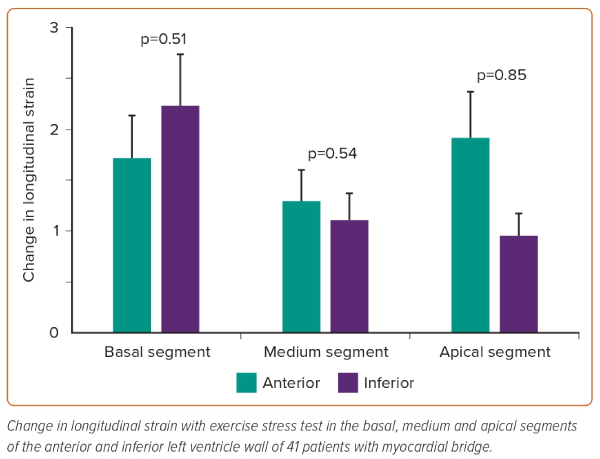 3
p=0.51
p=0.85
2
p=0.54
1
0
Change in longitudinal strain
Basal segment
Medium segment
Apical segment
Anterior
Inferior
Change in longitudinal strain with exercise stress test in the basal, medium and apical segments
of the anterior and inferior left ventricle wall of 41 patients with myocardial bridge.